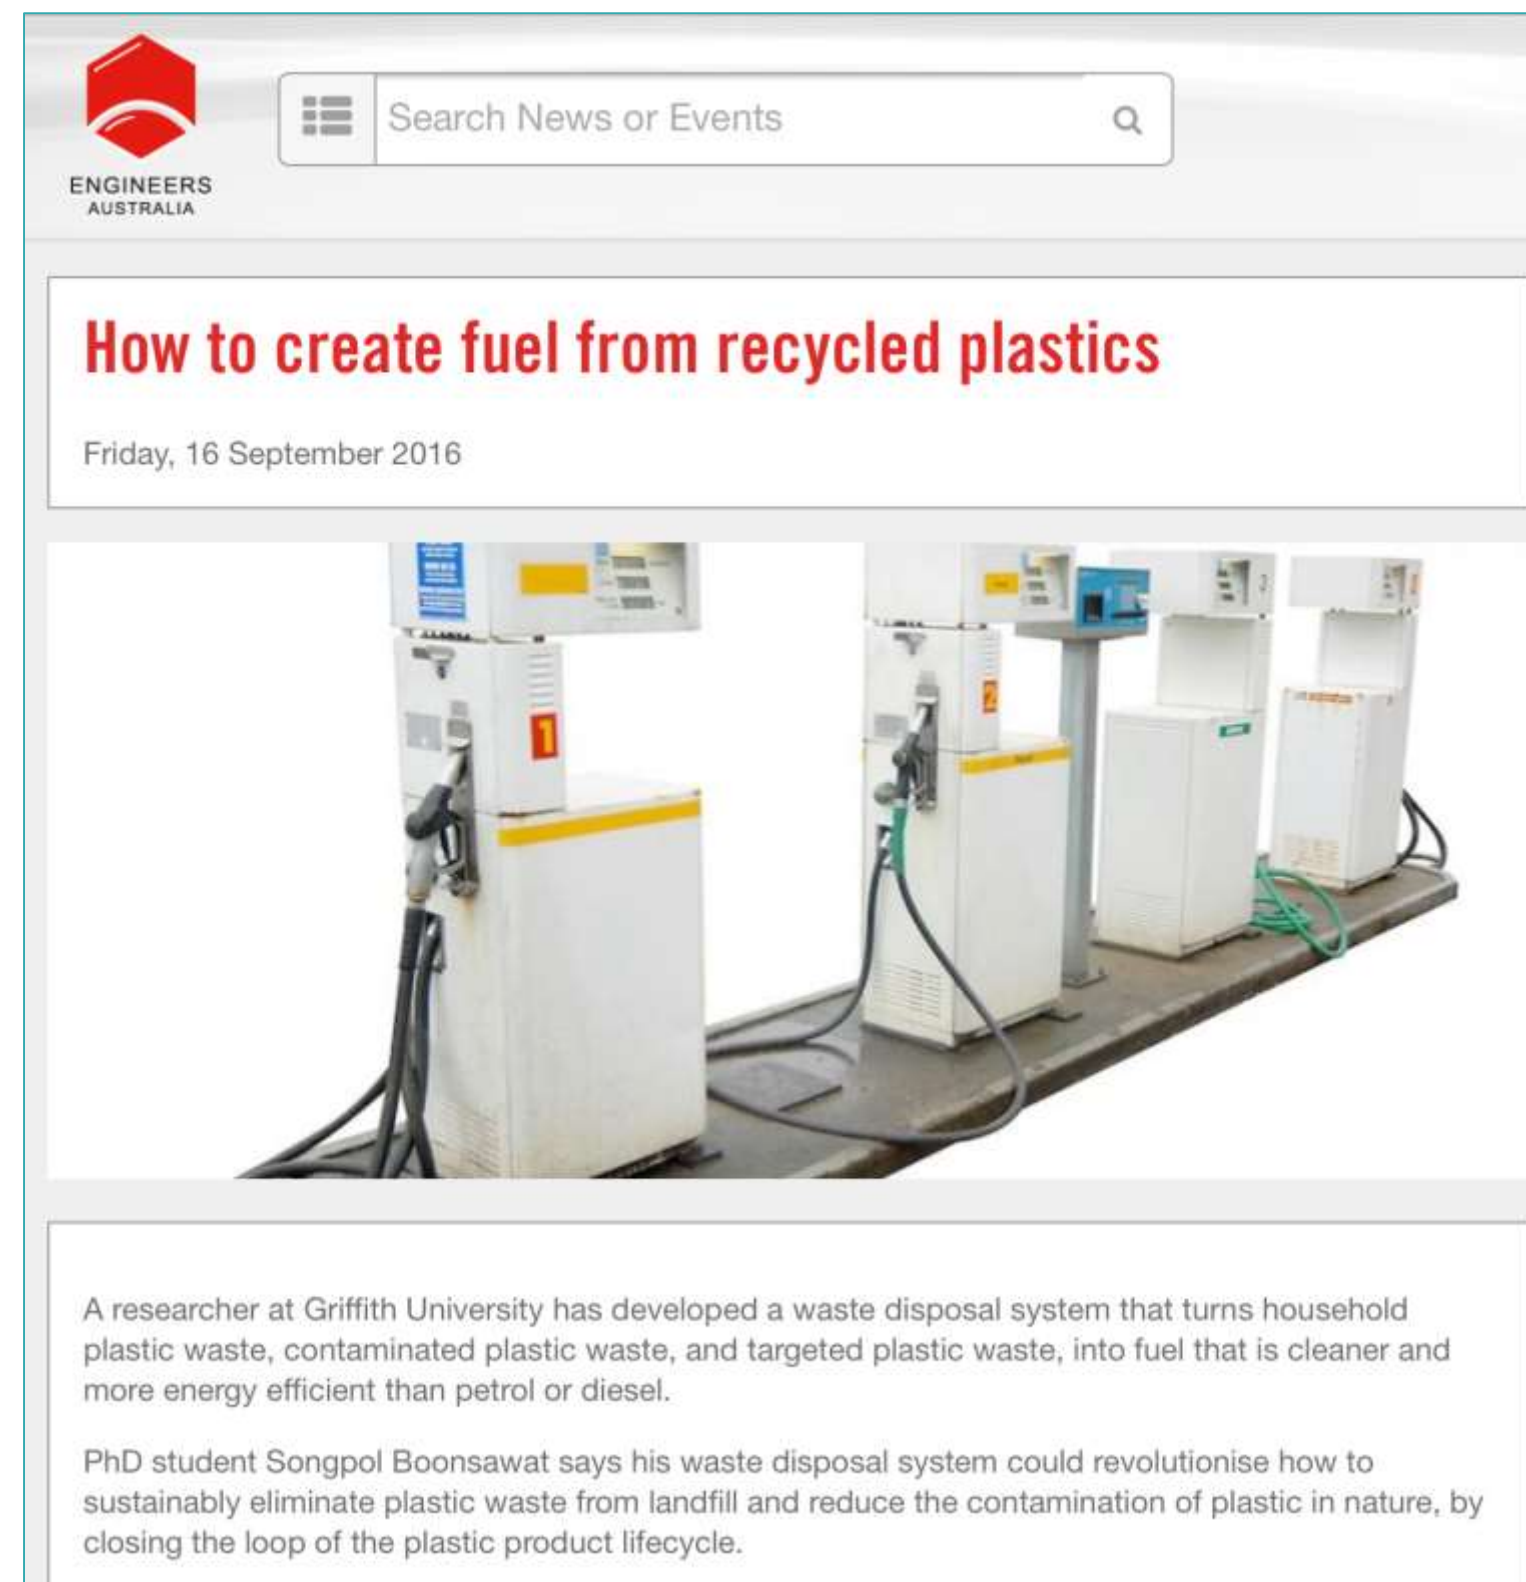 ENGINEERS
AUSTRALIA
Search News or Events
How to create fuel from recycled plastics
Friday, 16 September 2016
1
2
A researcher at Griffith University has developed a waste disposal system that turns household
plastic waste, contaminated plastic waste, and targeted plastic waste, into fuel that is cleaner and
more energy efficient than petrol or diesel.
PhD student Songpol Boonsawat says his waste disposal system could revolutionise how to
sustainably eliminate plastic waste from landfill and reduce the contamination of plastic in nature, by
closing the loop of the plastic product lifecycle.